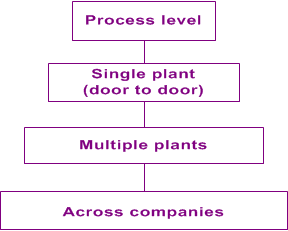 Process level
Single plant
(door to door)
Multiple plants
Across companies